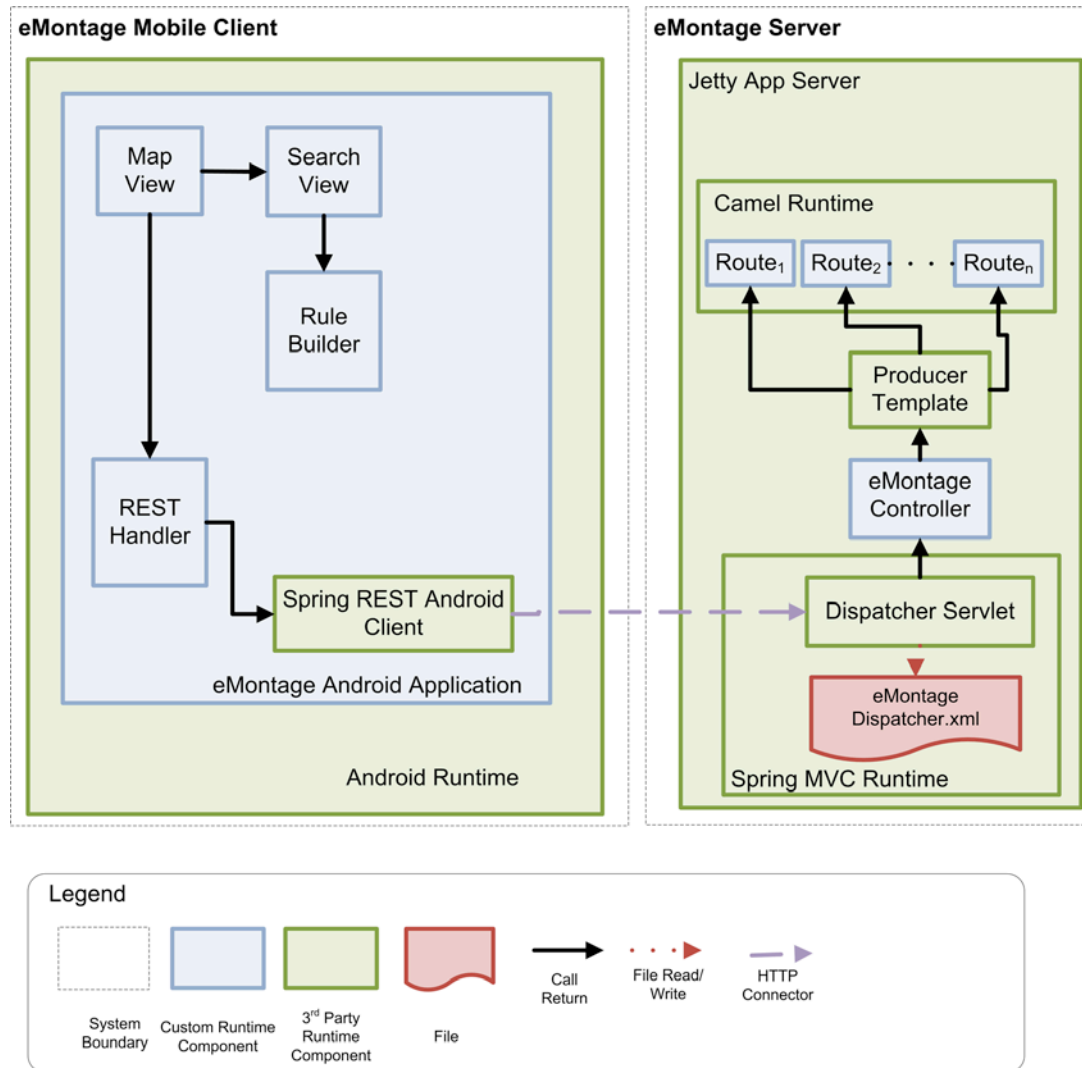 eMontage Mobile Client
Map
View
Search
View
Rule
Builder
REST
Handler
Spring REST Android
Client
eMontage Android Application
Android Runtime
eMontage Server
Jetty App Server
Camel Runtime
Route1
Route2
Routen
Producer
Template
eMontage
Controller
Dispatcher Servlet
eMontage
Dispatcher.xml
Spring MVC Runtime
Legend
System
Boundary
Custom Runtime
Component
3rd Party
Runtime
Component
File
Call
Return
File Read/
Write
HTTP
Connector